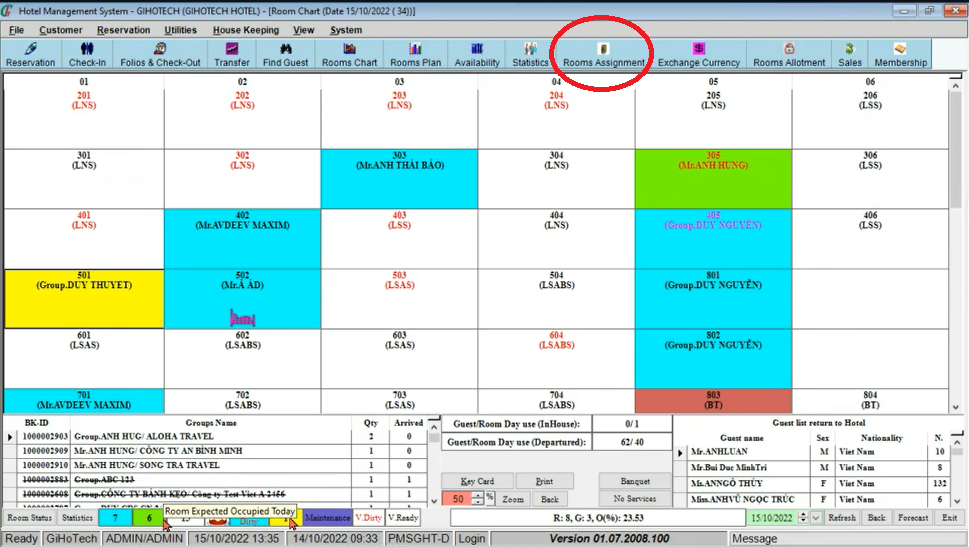 Hotel Management System - GIHOTECH (GIHOTECH HOTEL) - [Room Chart (Date 15/10/2022 ( 34))]
File Customer Reservation Utilities House Keeping View System
Reservation Check-In Folios & Check-Out Transfer Find Guest Rooms Chart Rooms Plan Availability Statistics Rooms Assignment Exchange Currency Rooms Allotment Sales Membership
01 02 03 04 05 06
201 202 203 204 205 206
(LNS) (LNS) (LNS) (LNS) (LNS) (LSS)
301 302 303 304 305 306
(LNS) (LNS) (Mr.ANH THÁI BẢO) (LNS) (Mr.ANH HUNG) (LSS)
401 402 403 404 405 406
(LNS) (Mr.AVDEEV MAXIM) (LSS) (LNS) (Group.DUY NGUYÊN) (LSS)
501 502 503 504 801
(Group.DUY THUYET) (Mr.Á ÁD) (LSAS) (LSABS) (Group.DUY NGUYÊN)
601 602 603 604 802
(LSAS) (LSABS) (LSAS) (LSABS) (Group.DUY NGUYÊN)
701 702 703 704 803 804
(Mr.AVDEEV MAXIM) (LSABS) (LSAS) (LSABS) (BT) (BT)
BK-ID Groups Name Qty Arrived
1000002903 Group.ANH HUG/ ALOHA TRAVEL 2 0
1000002909 Mr.ANH HUNG/ CÔNG TY AN BÌNH MINH 1 0
1000002910 Mr.ANH HUNG/ SONG TRA TRAVEL 1 0
1000002883 Group.ABC 123 1 0
1000002608 Group.CÔNG TY BÁNH KẸO/ Công ty Test Viet A 2456 1 0
Guest/Room Day use (InHouse): 0/ 1
Guest/Room Day use (Departured): 62/ 40
Key Card Print Banquet
50 % Zoom Back No Services
Guest list return to Hotel
Guest name Sex Nationality N.
Mr.ANHLUAN M Viet Nam 10
Mr.Bui Duc MinhTri M Viet Nam 8
Ms.ANNGÔ THÙY F Viet Nam 132
Miss.ANHVŨ NGỌC TRÚC F Viet Nam 6
Room Expected Occupied Today
Room Status Statistics 7 6 Dirty 1 Maintenance V.Dirty V.Ready R: 8, G: 3, O(%): 23.53 15/10/2022 Refresh Back Forecast Exit
Ready GiHoTech ADMIN/ADMIN 15/10/2022 13:35 14/10/2022 09:33 PMSGHT-D Login Version 01.07.2008.100 Message